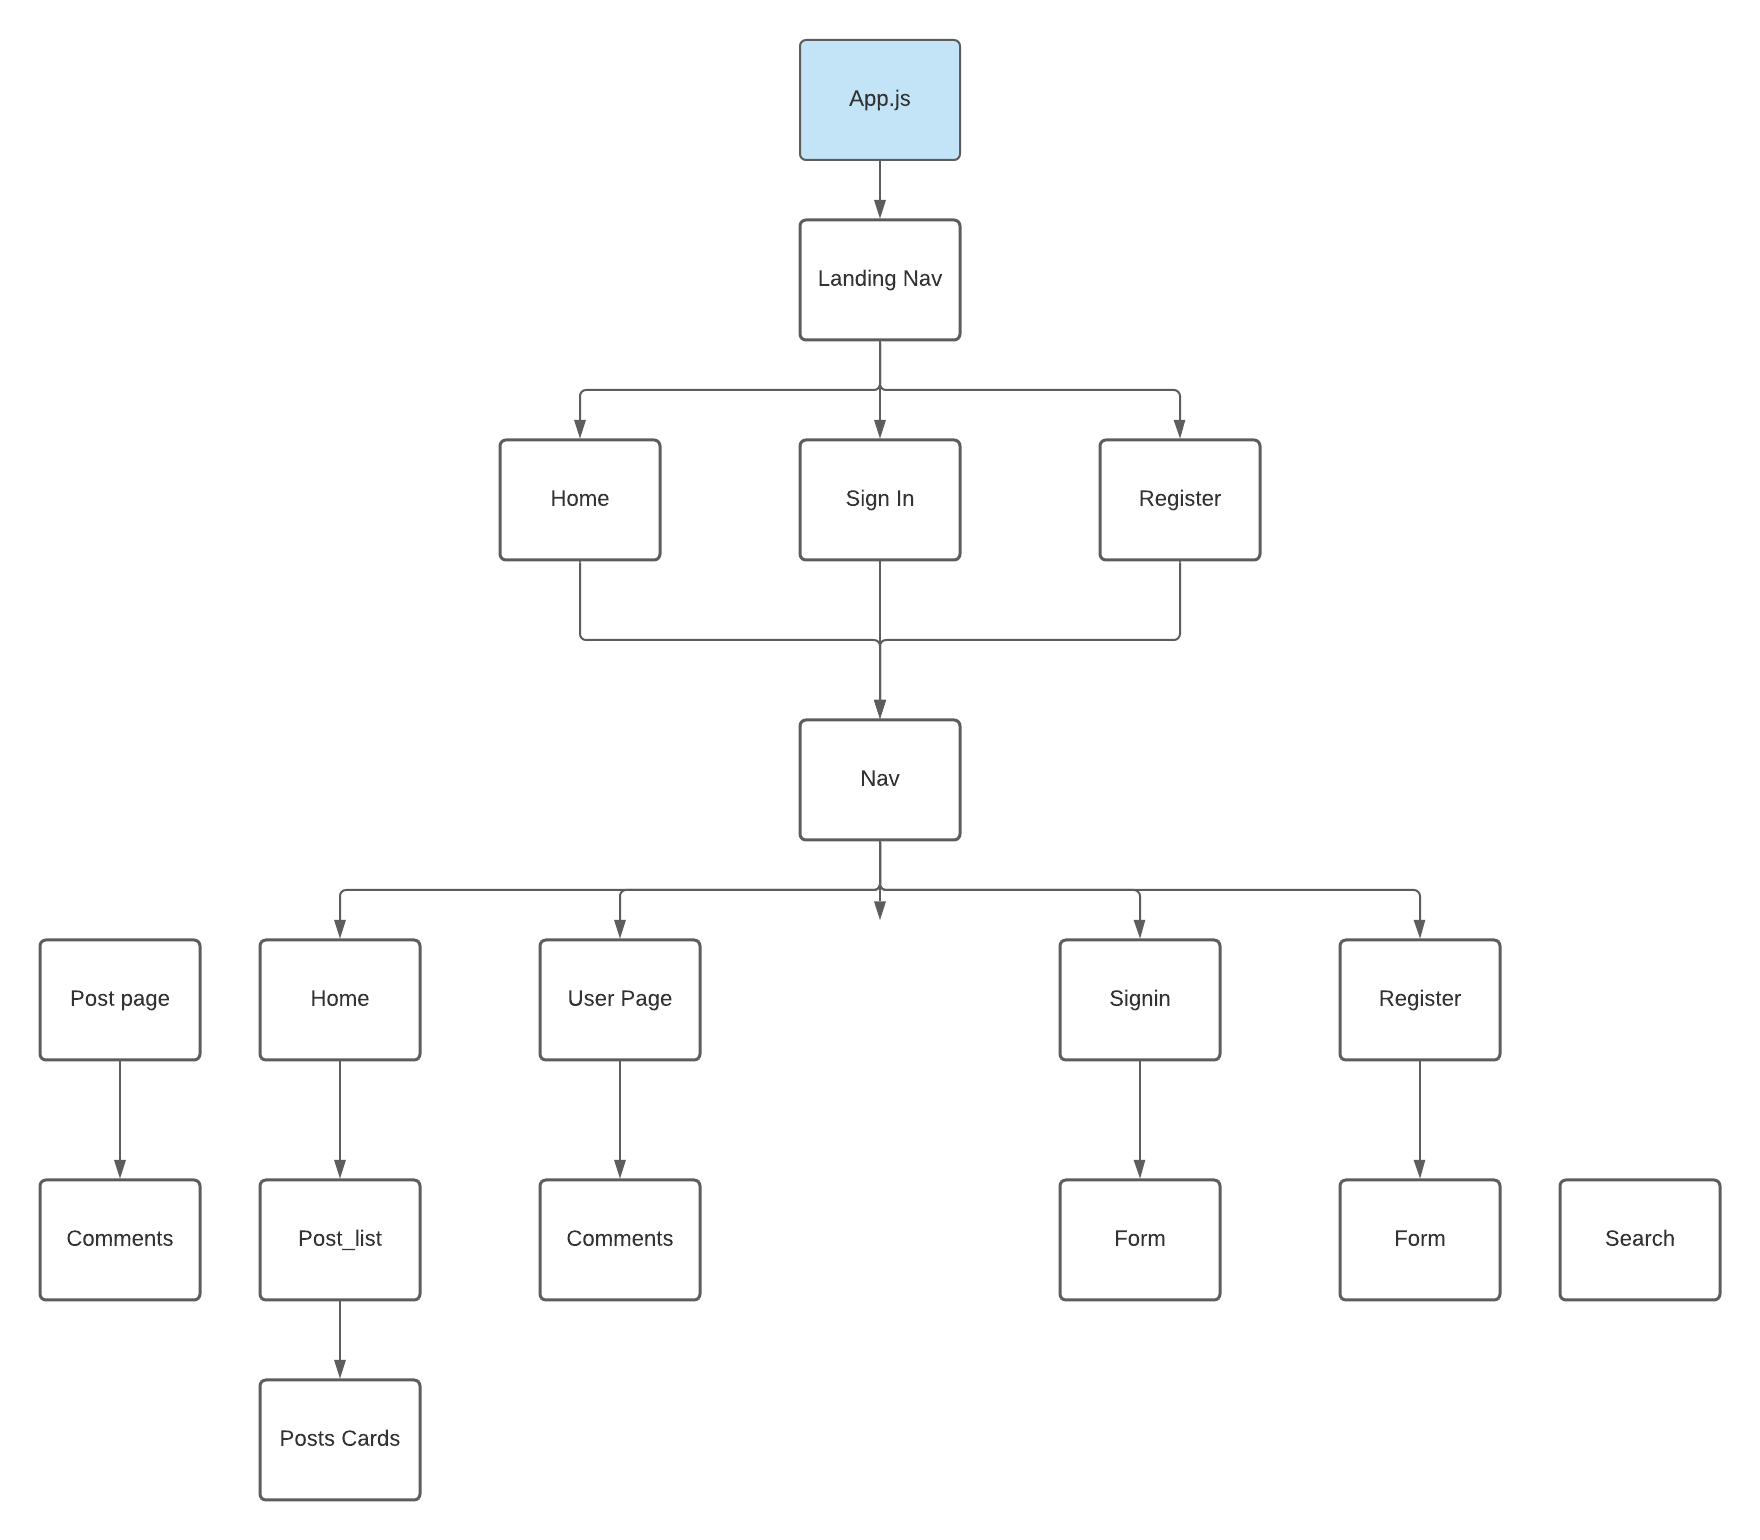 App.js
Landing Nav
Home
Sign In
Register
Nav
Post page
Home
User Page
Signin
Register
Comments
Post_list
Comments
Form
Form
Search
Posts Cards